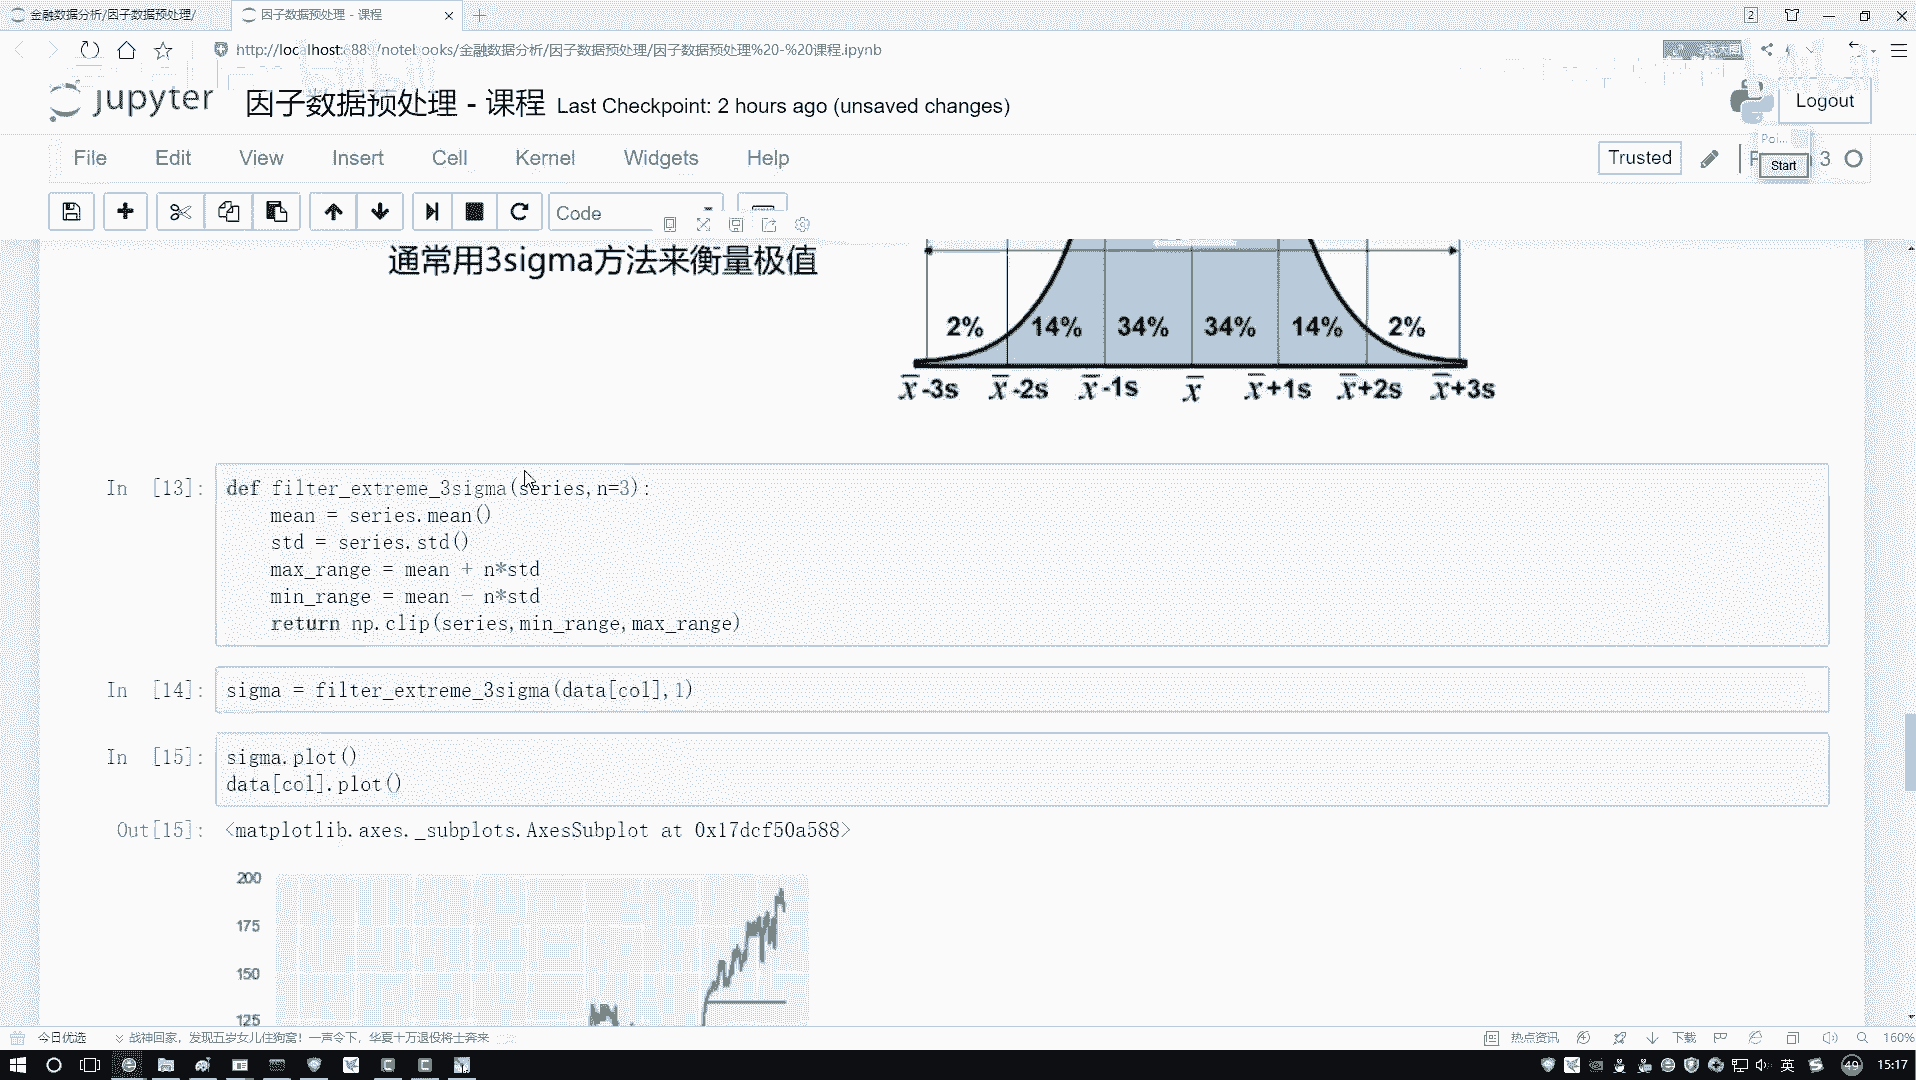 金融数据分析/因子数据预处理/
因子数据预处理 - 课程
2
/notebooks/金融数据分析/因子数据预处理/因子数据预处理%20-%20课程.ipynb
jupyter
因子数据预处理 - 课程
Last Checkpoint: 2 hours ago (unsaved changes)
Logout
File Edit View Insert Cell Kernel Widgets Help
Trusted
3
Start
Code
通常用3sigma方法来衡量极值
2% 14% 34% 34% 14% 2%
x̅-3s x̅-2s x̅-1s x̅ x̅+1s x̅+2s x̅+3s
In [13]:
def filter_extreme_3sigma(series,n=3):
mean = series.mean()
std = series.std()
max_range = mean + n*std
min_range = mean - n*std
return np.clip(series,min_range,max_range)
In [14]:
sigma = filter_extreme_3sigma(data[col],1)
In [15]:
sigma.plot()
data[col].plot()
Out[15]:
<matplotlib.axes._subplots.AxesSubplot at 0x17dcf50a588>
200
175
150
125
今日优选
战神回家，发现五岁女儿住狗窝！一声令下，华夏十万退役将士奔来
热点资讯
下载
160%
英
49
15:17